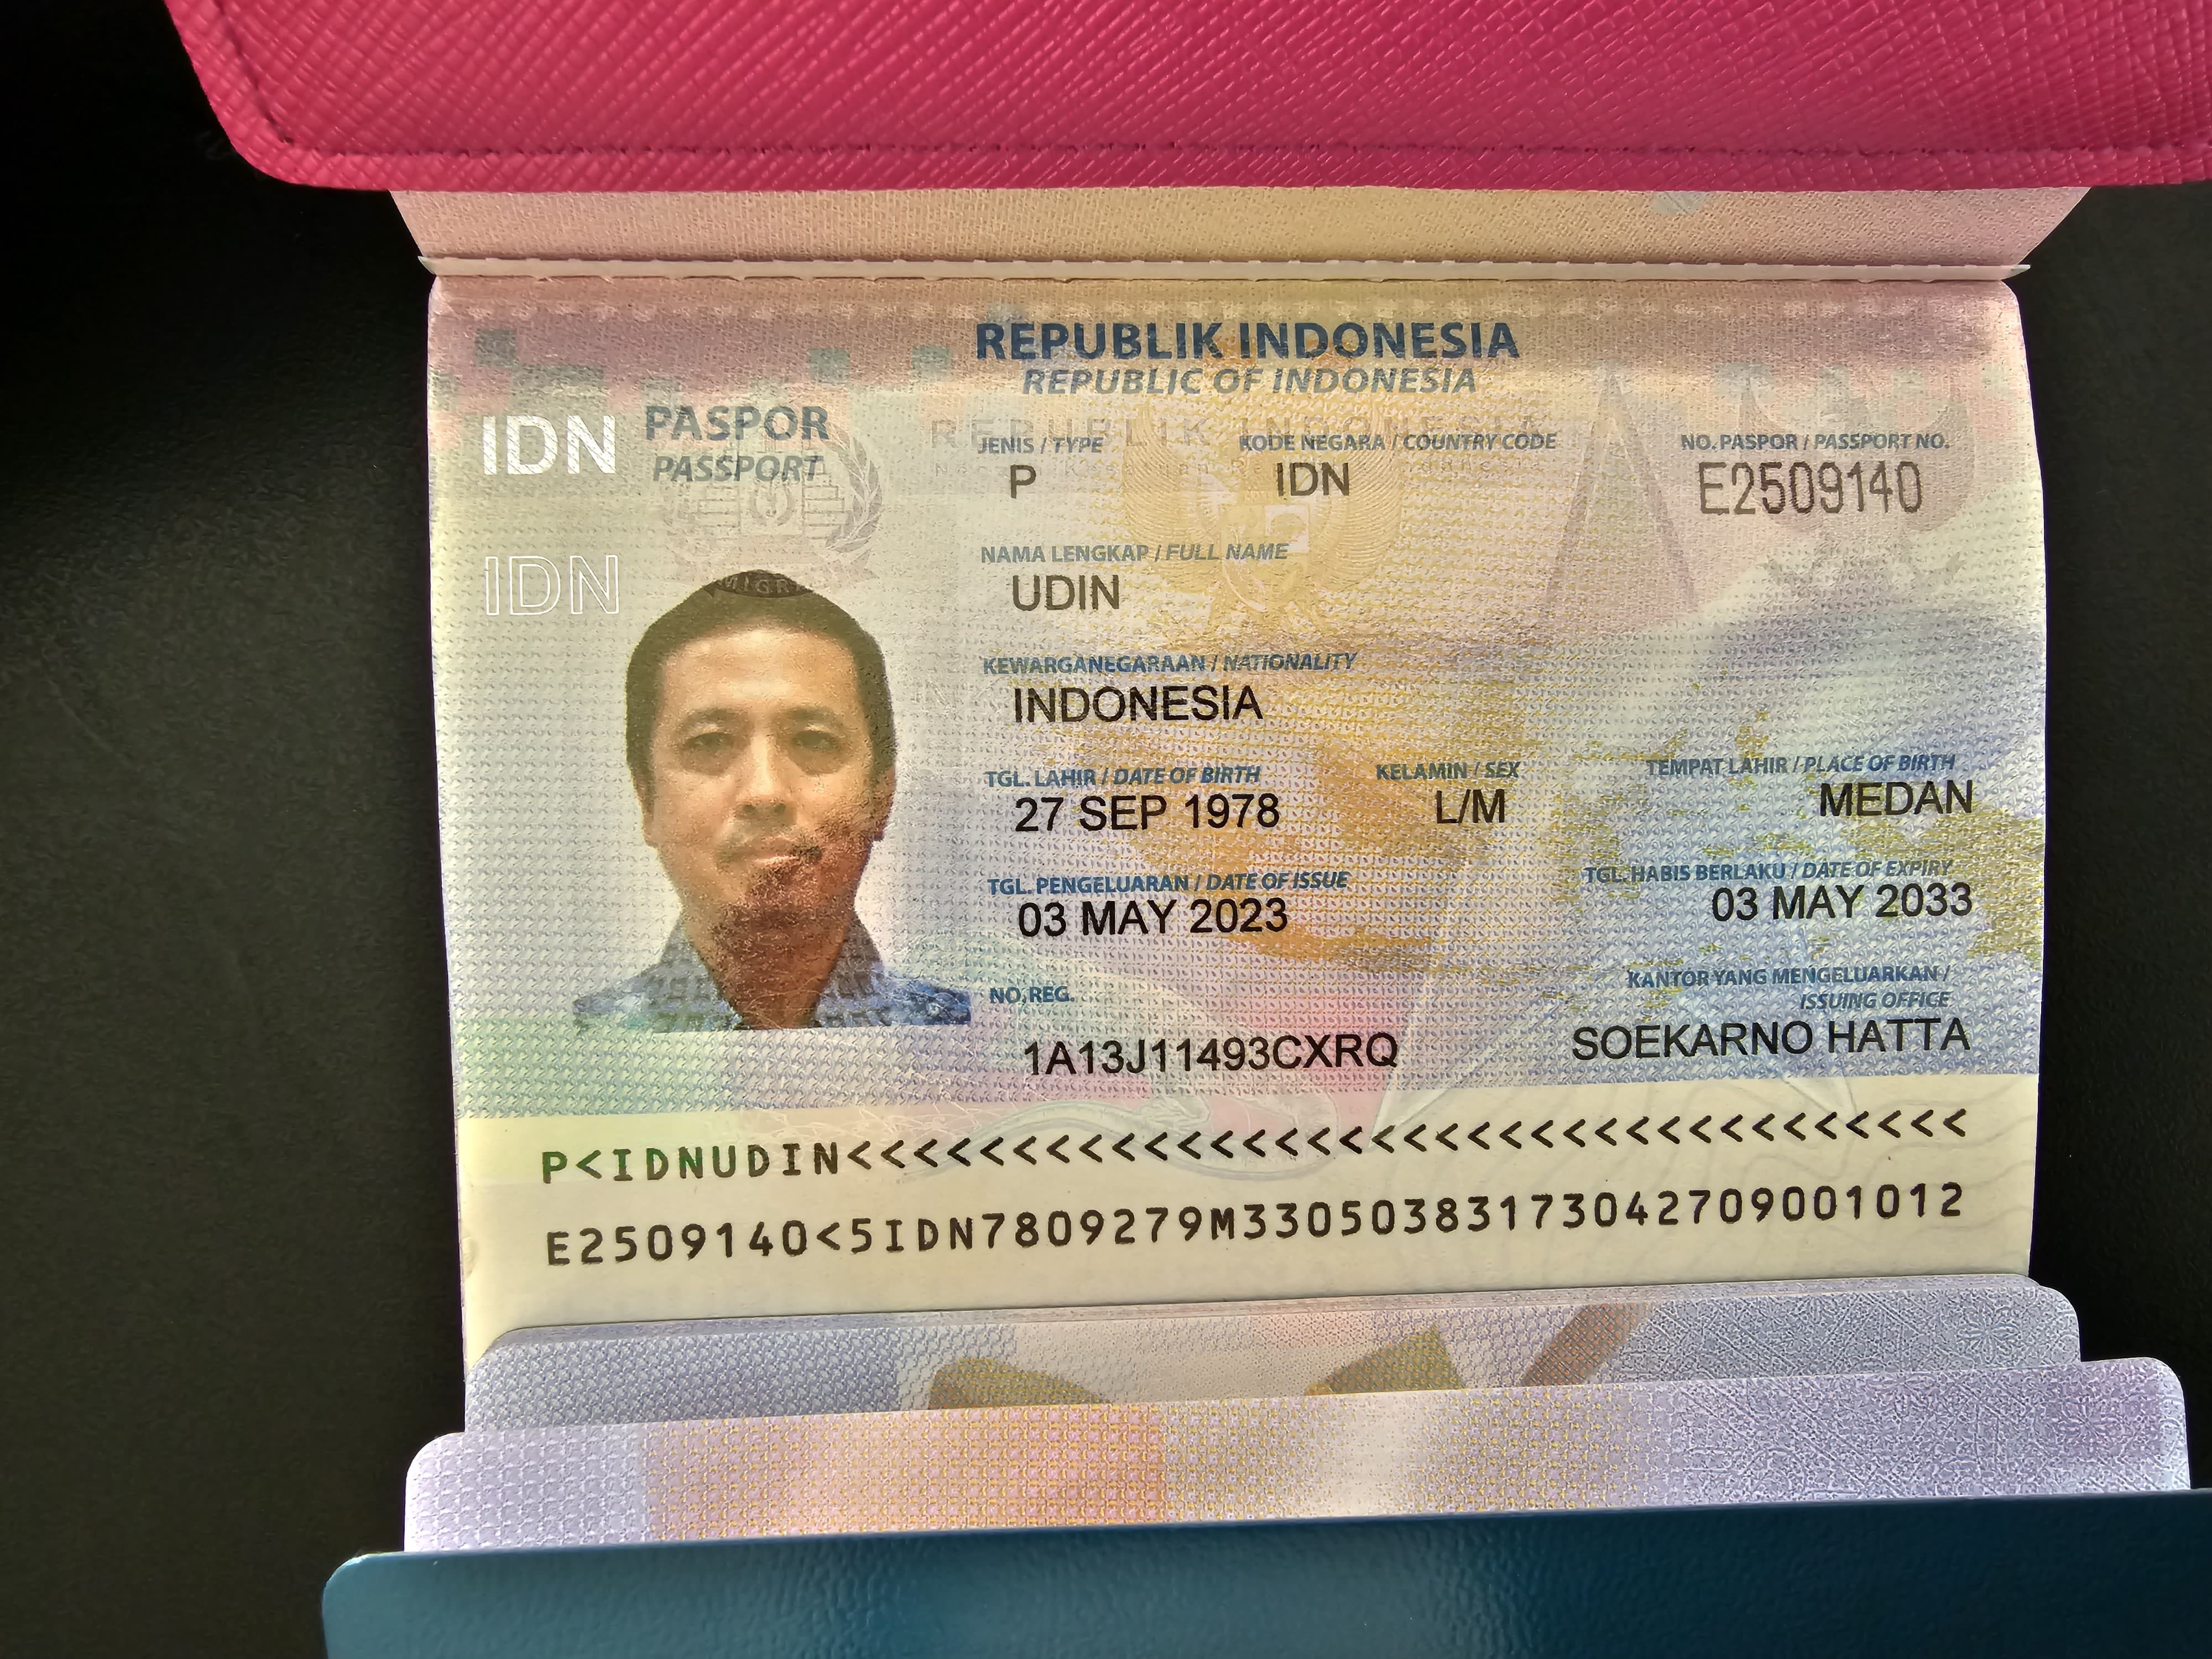 REPUBLIK INDONESIA
REPUBLIC OF INDONESIA
IDN PASPOR
PASSPORT
JENIS / TYPE KODE NEGARA / COUNTRY CODE NO. PASPOR / PASSPORT NO.
P IDN E2509140
IDN
NAMA LENGKAP / FULL NAME
UDIN
KEWARGANEGARAAN / NATIONALITY
INDONESIA
TGL. LAHIR / DATE OF BIRTH KELAMIN / SEX TEMPAT LAHIR / PLACE OF BIRTH
27 SEP 1978 L/M MEDAN
TGL. PENGELUARAN / DATE OF ISSUE TGL. HABIS BERLAKU / DATE OF EXPIRY
03 MAY 2023 03 MAY 2033
NO. REG. KANTOR YANG MENGELUARKAN /
ISSUING OFFICE
1A13J11493CXRQ SOEKARNO HATTA
P<IDNUDIN<<<<<<<<<<<<<<<<<<<<<<<<<<<<<<<<<<<
E2509140<5IDN7809279M33050383173042709001012